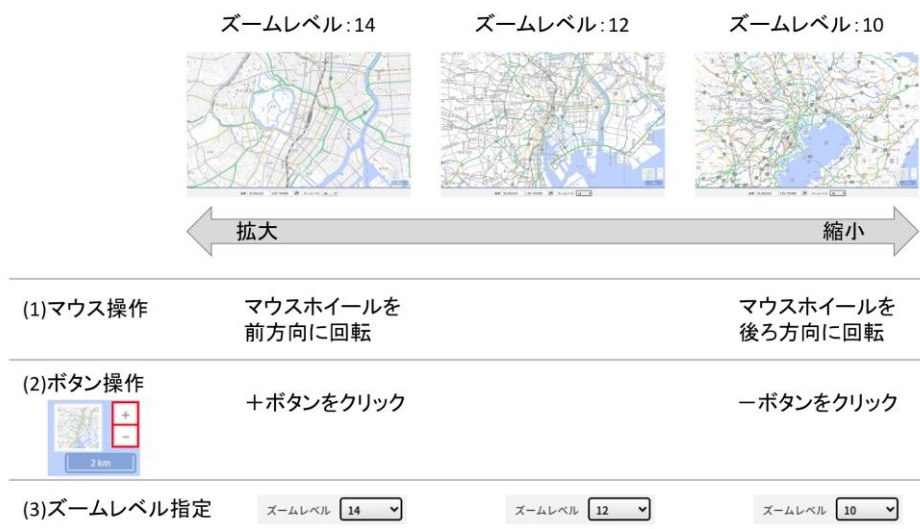 ズームレベル:14
ズームレベル:12
ズームレベル:10
拡大
縮小
(1)マウス操作
マウスホイールを
前方向に回転
マウスホイールを
後ろ方向に回転
(2)ボタン操作
+
-
2 km
+ボタンをクリック
-ボタンをクリック
(3)ズームレベル指定
ズームレベル 14
ズームレベル 12
ズームレベル 10